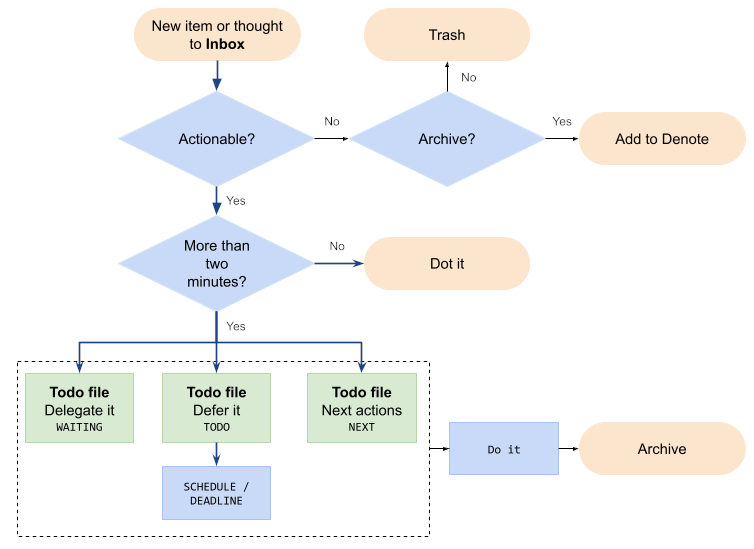 New item or thought
to Inbox
Trash
No
No
Yes
Actionable?
Archive?
Add to Denote
Yes
More than
two
minutes?
No
Dot it
Yes
Todo file
Delegate it
WAITING
Todo file
Defer it
TODO
Todo file
Next actions
NEXT
Do it
Archive
SCHEDULE /
DEADLINE